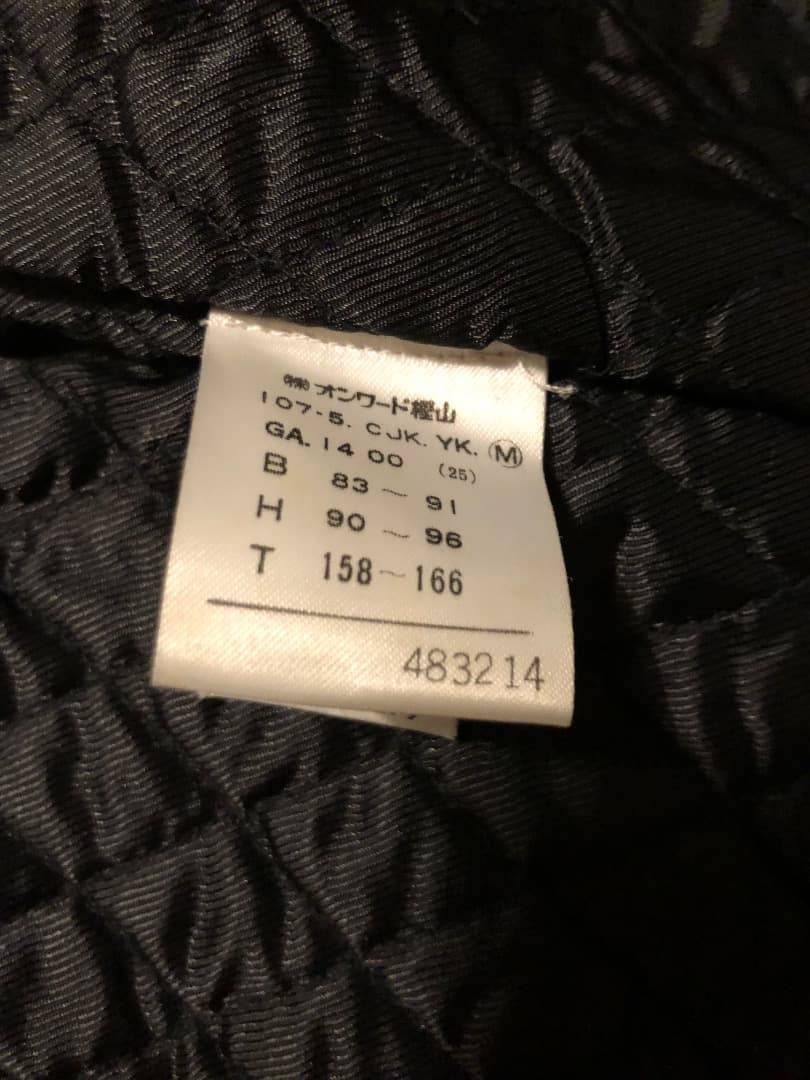 ㈱オンワード樫山
107-5. CJK. YK. Ⓜ
GA. 14 00 (25)
B 83～91
H 90～96
T 158～166
483214